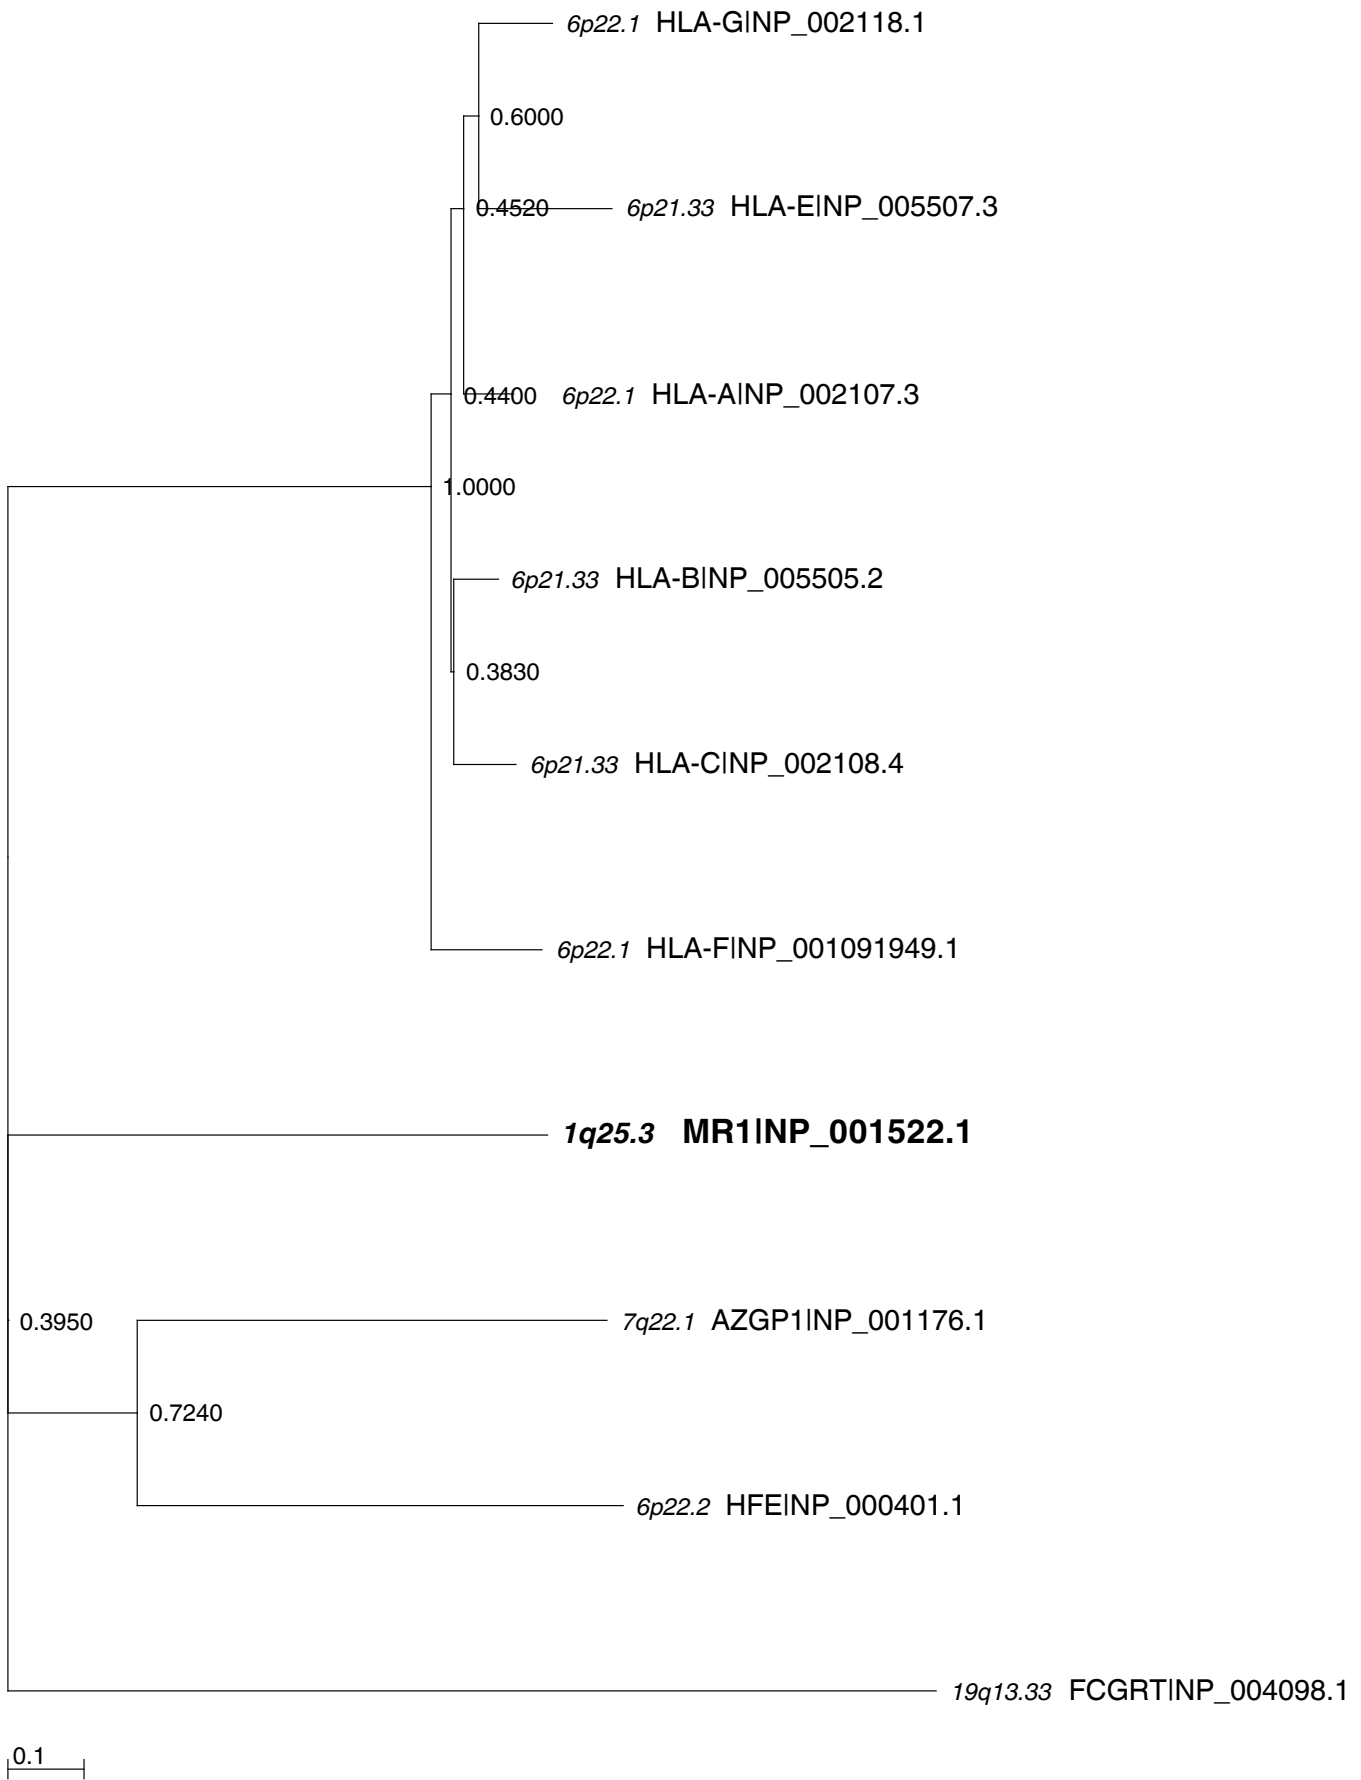 6p22.1 HLA-G|NP_002118.1
0.6000
0.4520 6p21.33 HLA-E|NP_005507.3
0.4400 6p22.1 HLA-A|NP_002107.3
1.0000
6p21.33 HLA-B|NP_005505.2
0.3830
6p21.33 HLA-C|NP_002108.4
6p22.1 HLA-F|NP_001091949.1
1q25.3 MR1|NP_001522.1
0.3950 7q22.1 AZGP1|NP_001176.1
0.7240
6p22.2 HFE|NP_000401.1
19q13.33 FCGRT|NP_004098.1
0.1